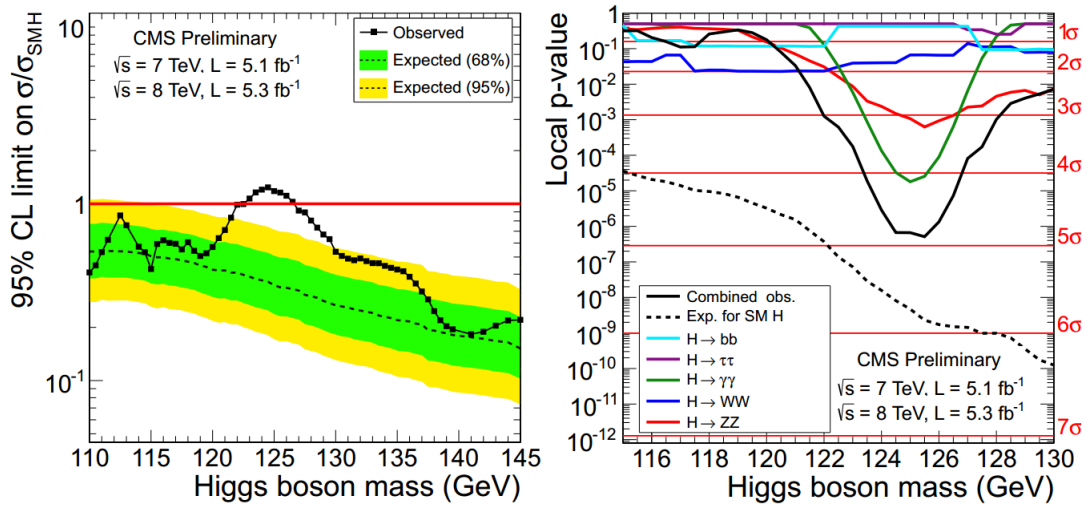 95% CL limit on σ/σSMH
10
1
10⁻¹
CMS Preliminary
√s = 7 TeV, L = 5.1 fb⁻¹
√s = 8 TeV, L = 5.3 fb⁻¹
Observed
Expected (68%)
Expected (95%)
110 115 120 125 130 135 140 145
Higgs boson mass (GeV)
Local p-value
1
10⁻¹
10⁻²
10⁻³
10⁻⁴
10⁻⁵
10⁻⁶
10⁻⁷
10⁻⁸
10⁻⁹
10⁻¹⁰
10⁻¹¹
10⁻¹²
1σ
2σ
3σ
4σ
5σ
6σ
7σ
Combined obs.
Exp. for SM H
H → bb
H → ττ
H → γγ
H → WW
H → ZZ
CMS Preliminary
√s = 7 TeV, L = 5.1 fb⁻¹
√s = 8 TeV, L = 5.3 fb⁻¹
116 118 120 122 124 126 128 130
Higgs boson mass (GeV)